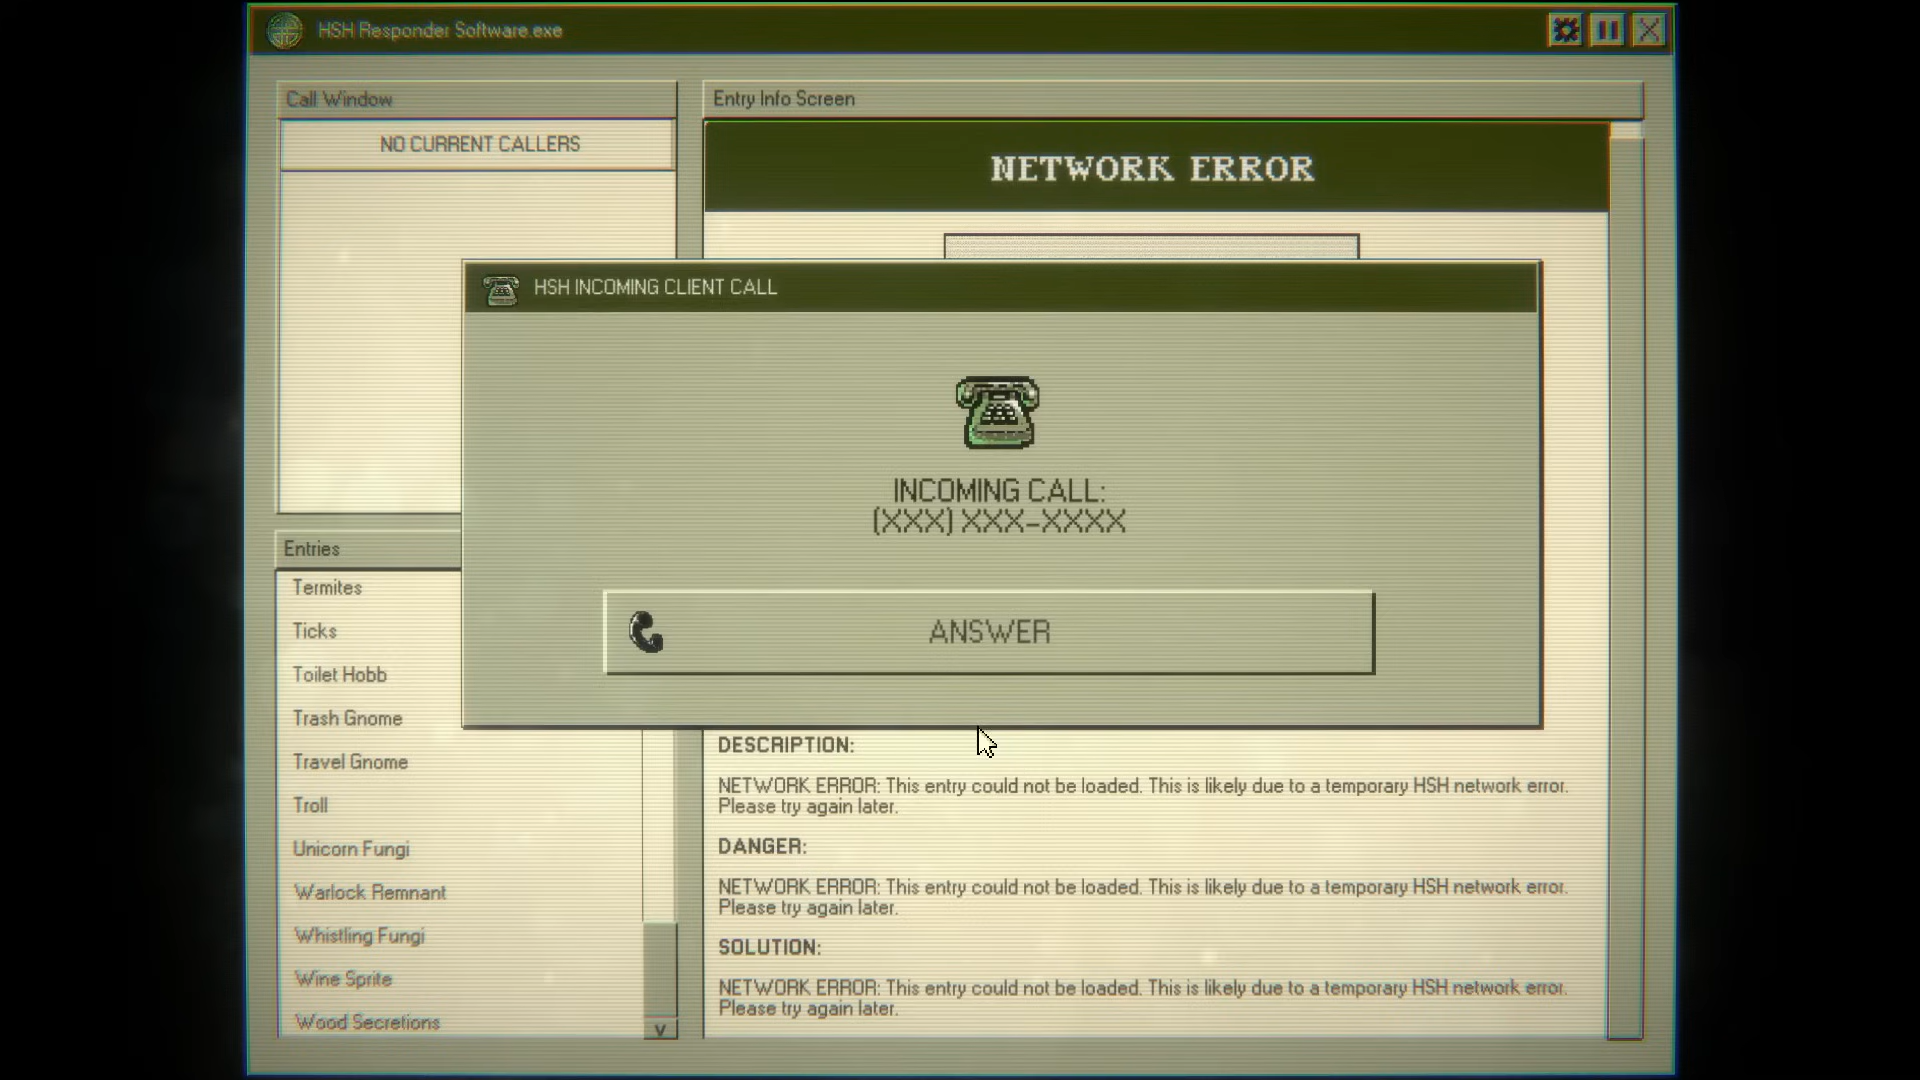 HSH Responder Software.exe
Call Window
NO CURRENT CALLERS
Entry Info Screen
NETWORK ERROR
HSH INCOMING CLIENT CALL
INCOMING CALL:
(XXX) XXX-XXXX
ANSWER
Entries
Termites
Ticks
Toilet Hobb
Trash Gnome
Travel Gnome
Troll
Unicorn Fungi
Warlock Remnant
Whistling Fungi
Wine Sprite
Wood Secretions
V
DESCRIPTION:
NETWORK ERROR: This entry could not be loaded. This is likely due to a temporary HSH network error.
Please try again later.
DANGER:
NETWORK ERROR: This entry could not be loaded. This is likely due to a temporary HSH network error.
Please try again later.
SOLUTION:
NETWORK ERROR: This entry could not be loaded. This is likely due to a temporary HSH network error.
Please try again later.